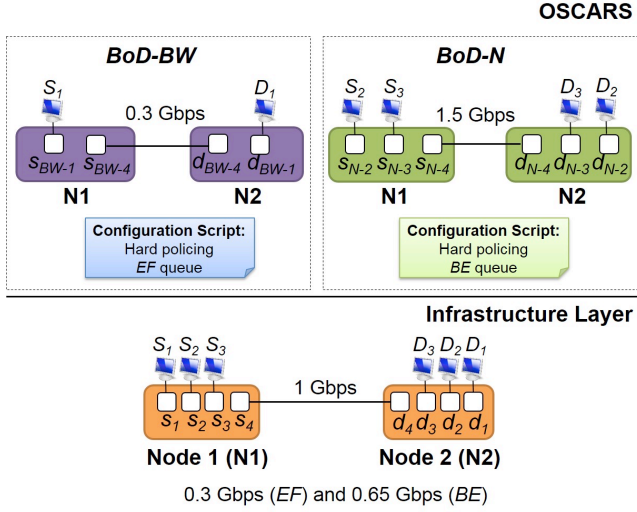 OSCARS
BoD-BW
S1
D1
0.3 Gbps
sBW-1 sBW-4
dBW-4 dBW-1
N1
N2
Configuration Script:
Hard policing
EF queue
BoD-N
S2 S3
D3 D2
1.5 Gbps
sN-2 sN-3 sN-4
dN-4 dN-3 dN-2
N1
N2
Configuration Script:
Hard policing
BE queue
Infrastructure Layer
S1 S2 S3
D3 D2 D1
1 Gbps
s1 s2 s3 s4
d4 d3 d2 d1
Node 1 (N1)
Node 2 (N2)
0.3 Gbps (EF) and 0.65 Gbps (BE)